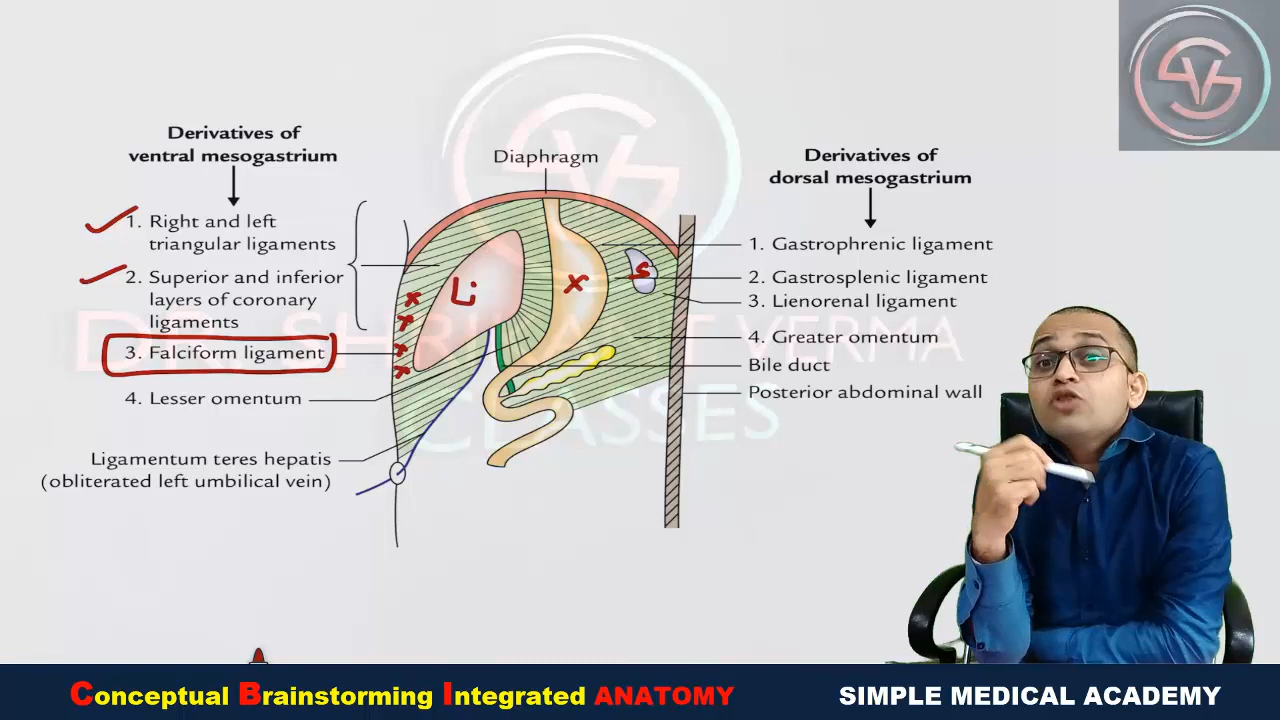 Derivatives of
ventral mesogastrium
1. Right and left
triangular ligaments
2. Superior and inferior
layers of coronary
ligaments
3. Falciform ligament
4. Lesser omentum
Ligamentum teres hepatis
(obliterated left umbilical vein)
Diaphragm
Li
x
S
x
x
x
x
Derivatives of
dorsal mesogastrium
1. Gastrophrenic ligament
2. Gastrosplenic ligament
3. Lienorenal ligament
4. Greater omentum
Bile duct
Posterior abdominal wall
CLASSES
Conceptual Brainstorming Integrated ANATOMY
SIMPLE MEDICAL ACADEMY